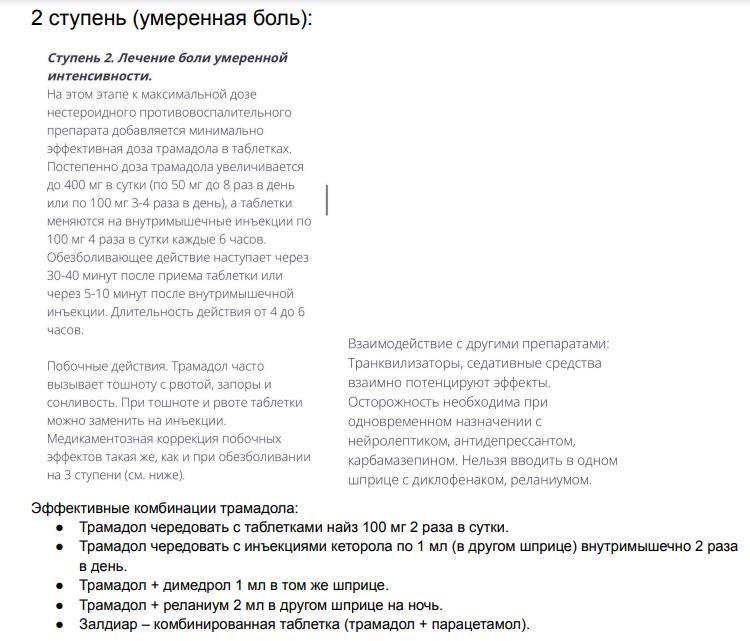 2 ступень (умеренная боль):
Ступень 2. Лечение боли умеренной
интенсивности.
На этом этапе к максимальной дозе
нестероидного противовоспалительного
препарата добавляется минимально
эффективная доза трамадола в таблетках.
Постепенно доза трамадола увеличивается
до 400 мг в сутки (по 50 мг до 8 раз в день
или по 100 мг 3-4 раза в день), а таблетки
меняются на внутримышечные инъекции по
100 мг 4 раза в сутки каждые 6 часов.
Обезболивающее действие наступает через
30-40 минут после приема таблетки или
через 5-10 минут после внутримышечной
инъекции. Длительность действия от 4 до 6
часов.
Побочные действия. Трамадол часто
вызывает тошноту с рвотой, запоры и
сонливость. При тошноте и рвоте таблетки
можно заменить на инъекции.
Медикаментозная коррекция побочных
эффектов такая же, как и при обезболивании
на 3 ступени (см. ниже).
Взаимодействие с другими препаратами:
Транквилизаторы, седативные средства
взаимно потенцируют эффекты.
Осторожность необходима при
одновременном назначении с
нейролептиком, антидепрессантом,
карбамазепином. Нельзя вводить в одном
шприце с диклофенаком, реланиумом.
Эффективные комбинации трамадола:
● Трамадол чередовать с таблетками найз 100 мг 2 раза в сутки.
● Трамадол чередовать с инъекциями кеторола по 1 мл (в другом шприце) внутримышечно 2 раза
в день.
● Трамадол + димедрол 1 мл в том же шприце.
● Трамадол + реланиум 2 мл в другом шприце на ночь.
● Залдиар – комбинированная таблетка (трамадол + парацетамол).